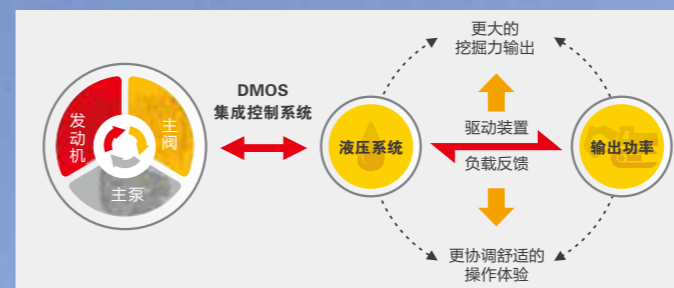 发动机
主阀
主泵
DMOS
集成控制系统
液压系统
更大的
挖掘力输出
驱动装置
负载反馈
更协调舒适的
操作体验
输出功率